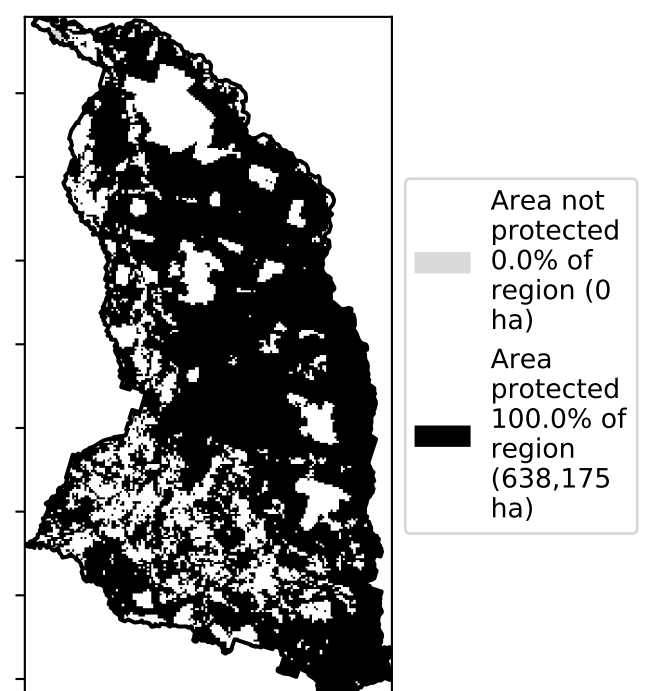 Area not
protected
0.0% of
region (0
ha)
Area
protected
100.0% of
region
(638,175
ha)